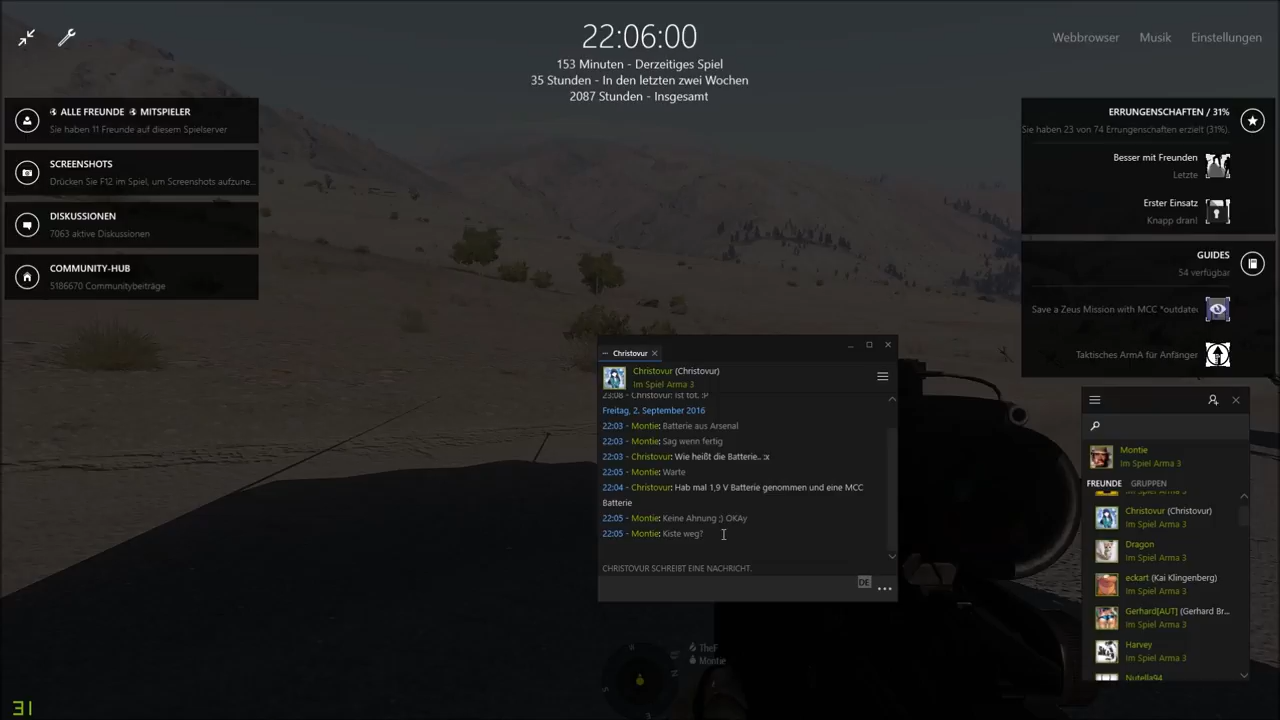 22:06:00
153 Minuten - Derzeitiges Spiel
35 Stunden - In den letzten zwei Wochen
2087 Stunden - Insgesamt
Webbrowser Musik Einstellungen
ALLE FREUNDE MITSPIELER
Sie haben 11 Freunde auf diesem Spielserver
SCREENSHOTS
Drücken Sie F12 im Spiel, um Screenshots aufzune...
DISKUSSIONEN
7063 aktive Diskussionen
COMMUNITY-HUB
5186670 Communitybeiträge
ERRUNGENSCHAFTEN / 31%
Sie haben 23 von 74 Errungenschaften erzielt (31%).
Besser mit Freunden
Letzte
Erster Einsatz
Knapp dran!
GUIDES
54 verfügbar
Save a Zeus Mission with MCC *outdate
Taktisches ArmA für Anfänger
Christovur
Christovur (Christovur)
Im Spiel Arma 3
23:08 - Christovur: Ist tot. :P
Freitag, 2. September 2016
22:03 - Montie: Batterie aus Arsenal
22:03 - Montie: Sag wenn fertig
22:03 - Christovur: Wie heißt die Batterie.. :x
22:05 - Montie: Warte
22:04 - Christovur: Hab mal 1,9 V Batterie genommen und eine MCC
Batterie
22:05 - Montie: Keine Ahnung ;) OKAy
22:05 - Montie: Kiste weg?
CHRISTOVUR SCHREIBT EINE NACHRICHT.
DE
Montie
Im Spiel Arma 3
FREUNDE GRUPPEN
Christovur (Christovur)
Im Spiel Arma 3
Dragon
Im Spiel Arma 3
eckart (Kai Klingenberg)
Im Spiel Arma 3
Gerhard[AUT] (Gerhard Br...
Im Spiel Arma 3
Harvey
Im Spiel Arma 3
Nutella94
TheF
Montie
31